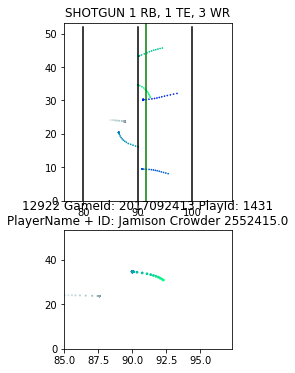 SHOTGUN 1 RB, 1 TE, 3 WR
50
40
30
20
10
0
80 90 100
12922 GameId: 2017092413 PlayId: 1431
PlayerName + ID: Jamison Crowder 2552415.0
40
20
0
85.0 87.5 90.0 92.5 95.0